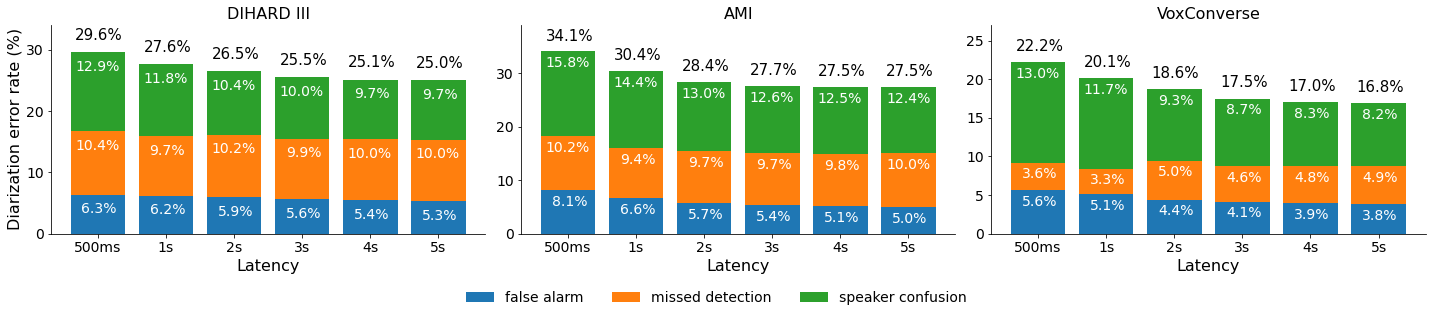 DIHARD III
Diarization error rate (%)
30
20
10
0
29.6% 27.6% 26.5% 25.5% 25.1% 25.0%
12.9% 11.8% 10.4% 10.0% 9.7% 9.7%
10.4% 9.7% 10.2% 9.9% 10.0% 10.0%
6.3% 6.2% 5.9% 5.6% 5.4% 5.3%
500ms 1s 2s 3s 4s 5s
Latency
AMI
30
20
10
0
34.1% 30.4% 28.4% 27.7% 27.5% 27.5%
15.8% 14.4% 13.0% 12.6% 12.5% 12.4%
10.2% 9.4% 9.7% 9.7% 9.8% 10.0%
8.1% 6.6% 5.7% 5.4% 5.1% 5.0%
500ms 1s 2s 3s 4s 5s
Latency
VoxConverse
25
20
15
10
5
0
22.2% 20.1% 18.6% 17.5% 17.0% 16.8%
13.0% 11.7% 9.3% 8.7% 8.3% 8.2%
3.6% 3.3% 5.0% 4.6% 4.8% 4.9%
5.6% 5.1% 4.4% 4.1% 3.9% 3.8%
500ms 1s 2s 3s 4s 5s
Latency
false alarm missed detection speaker confusion